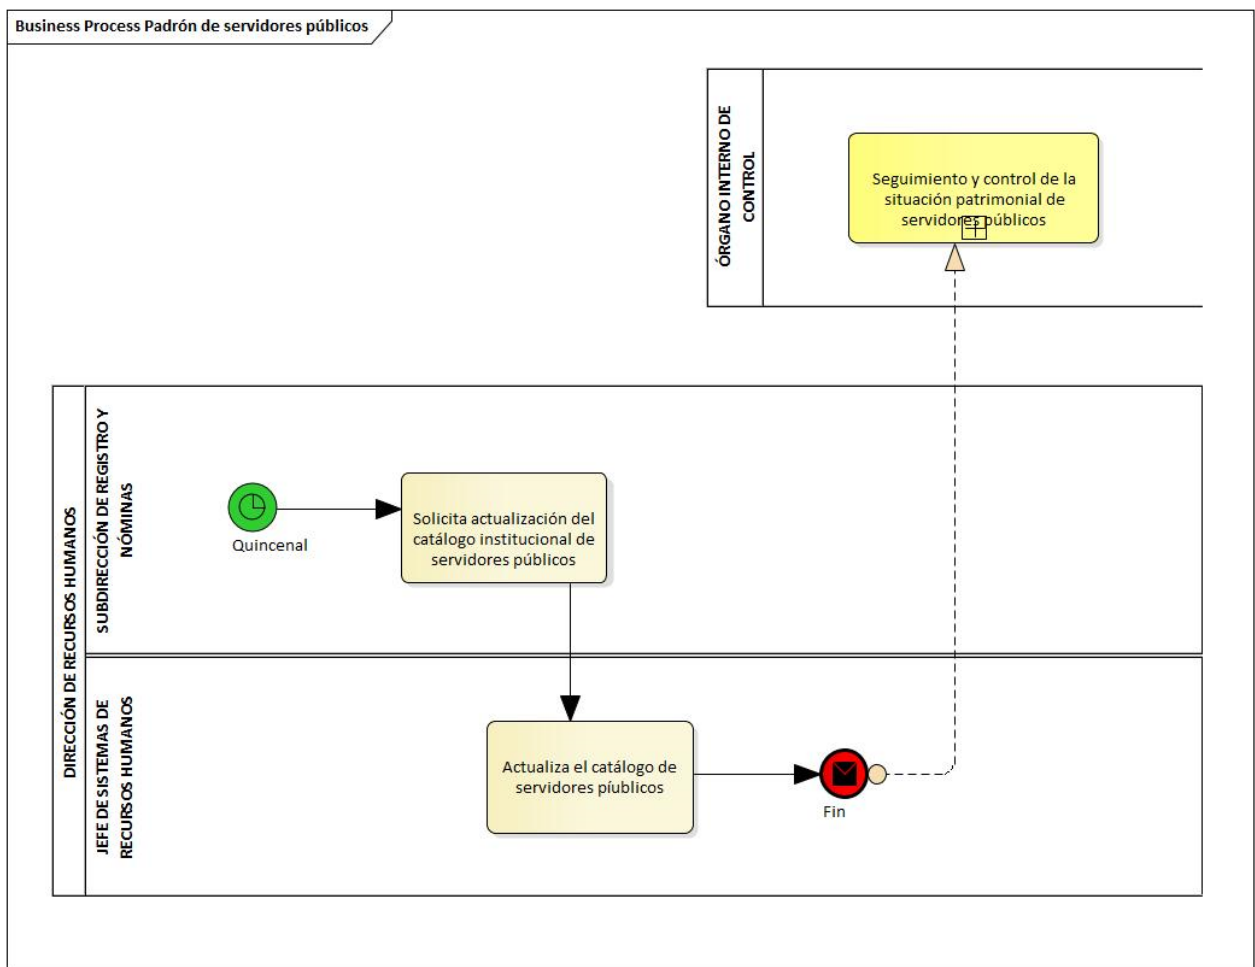 Business Process Padrón de servidores públicos
ÓRGANO INTERNO DE
CONTROL
Seguimiento y control de la
situación patrimonial de
servidores públicos
DIRECCIÓN DE RECURSOS HUMANOS
SUBDIRECCIÓN DE REGISTRO Y
NÓMINAS
Quincenal
Solicita actualización del
catálogo institucional de
servidores públicos
JEFE DE SISTEMAS DE
RECURSOS HUMANOS
Actualiza el catálogo de
servidores píublicos
Fin